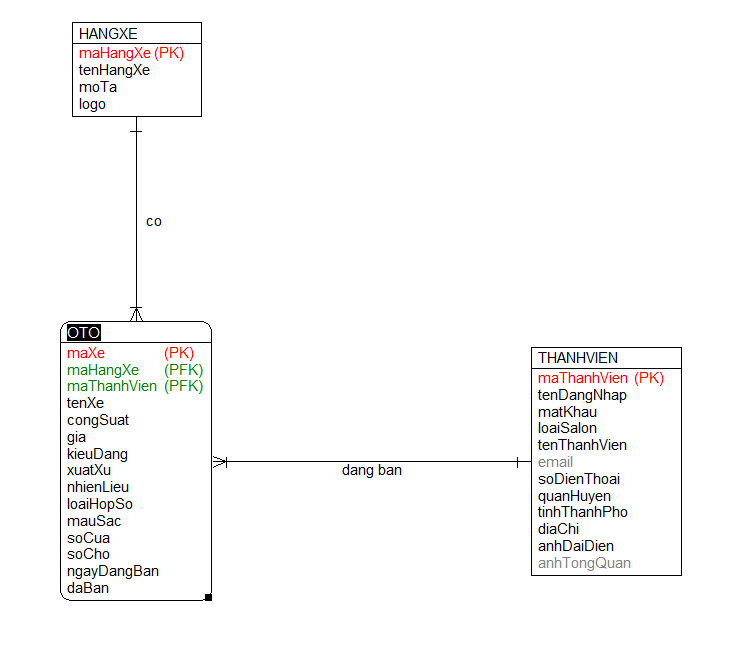 HANGXE
maHangXe (PK)
tenHangXe
moTa
logo
co
OTO
maXe (PK)
maHangXe (PFK)
maThanhVien (PFK)
tenXe
congSuat
gia
kieuDang
xuatXu
nhienLieu
loaiHopSo
mauSac
soCua
soCho
ngayDangBan
daBan
dang ban
THANHVIEN
maThanhVien (PK)
tenDangNhap
matKhau
loaiSalon
tenThanhVien
email
soDienThoai
quanHuyen
tinhThanhPho
diaChi
anhDaiDien
anhTongQuan